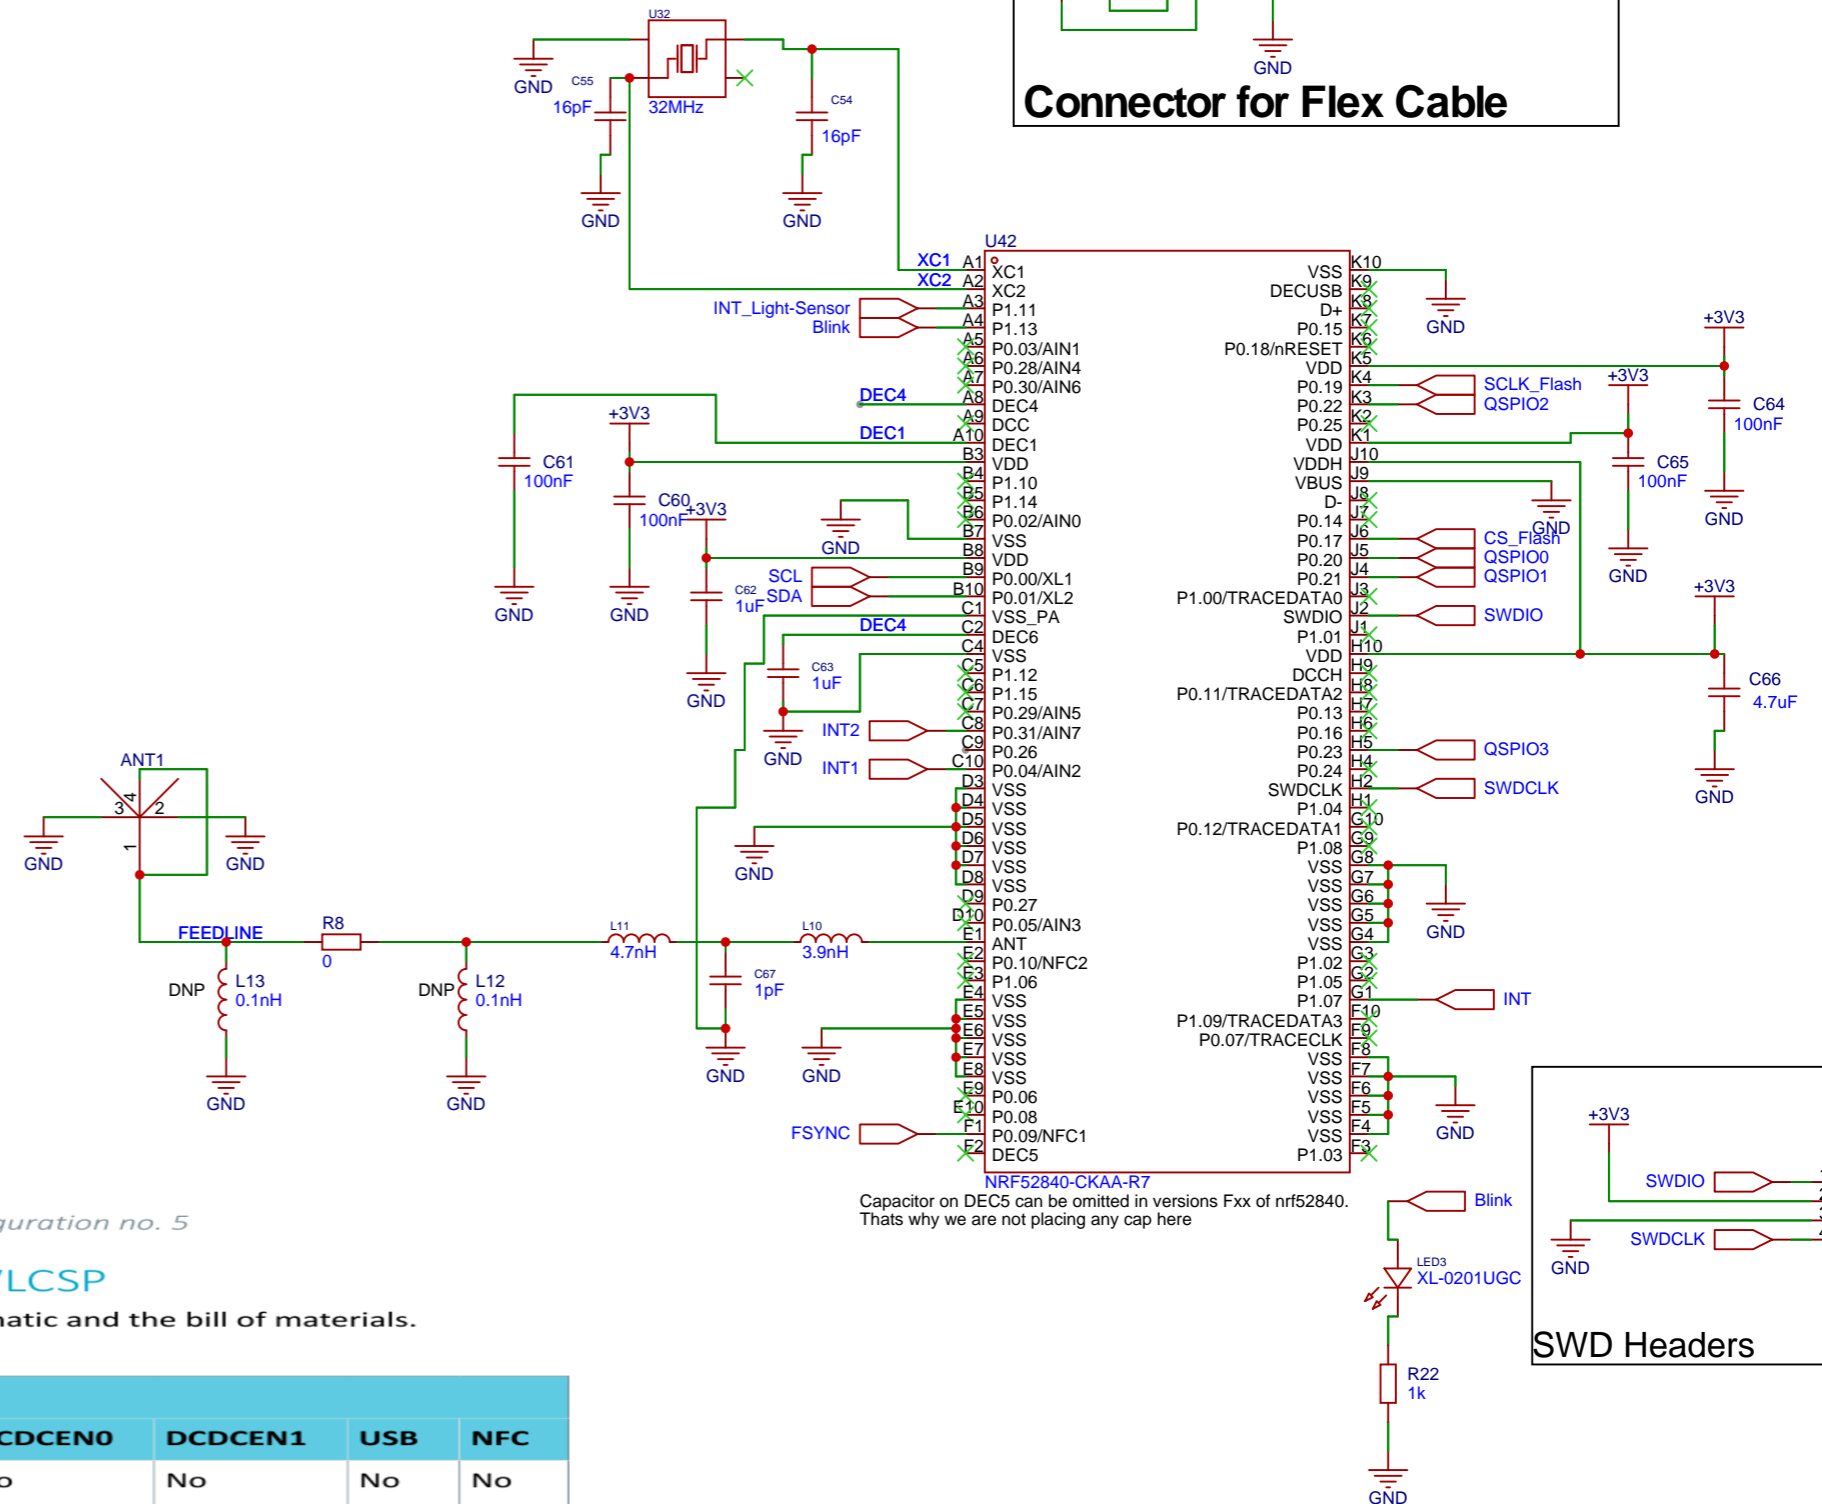 U32
GND
C55
16pF
32MHz
C54
16pF
GND
GND
GND
Connector for Flex Cable
U42
XC1 A1 XC1
XC2 A2 XC2
INT_Light-Sensor A3 P1.11
Blink A4 P1.13
A5 P0.03/AIN1
A6 P0.28/AIN4
A7 P0.30/AIN6
DEC4 A8 DEC4
A9 DCC
DEC1 A10 DEC1
B3 VDD
B4 P1.10
B5 P1.14
B6 P0.02/AIN0
B7 VSS
B8 VDD
SCL B9 P0.00/XL1
SDA B10 P0.01/XL2
C1 VSS_PA
DEC4 C2 DEC6
C4 VSS
C5 P1.12
C6 P1.15
C7 P0.29/AIN5
INT2 C8 P0.31/AIN7
C9 P0.26
INT1 C10 P0.04/AIN2
D3 VSS
D4 VSS
D5 VSS
D6 VSS
D7 VSS
D8 VSS
D9 P0.27
D10 P0.05/AIN3
E1 ANT
E2 P0.10/NFC2
E3 P1.06
E4 VSS
E5 VSS
E6 VSS
E7 VSS
E8 VSS
E9 P0.06
E10 P0.08
FSYNC F1 P0.09/NFC1
F2 DEC5
VSS K10
DECUSB K9
D+ K8
P0.15 K7
P0.18/nRESET K6
VDD K5
P0.19 K4 SCLK_Flash
P0.22 K3 QSPIO2
P0.25 K2
VDD K1
VDDH J10
VBUS J9
D- J8
P0.14 J7
P0.17 J6 CS_Flash
P0.20 J5 QSPIO0
P0.21 J4 QSPIO1
P1.00/TRACEDATA0 J3
SWDIO J2 SWDIO
P1.01 J1
VDD H10
DCCH H9
P0.11/TRACEDATA2 H8
P0.13 H7
P0.16 H6
P0.23 H5 QSPIO3
P0.24 H4
SWDCLK H2 SWDCLK
P1.04 H1
P0.12/TRACEDATA1 G10
P1.08 G9
VSS G8
VSS G7
VSS G6
VSS G5
VSS G4
P1.02 G3
P1.05 G2
P1.07 G1 INT
P1.09/TRACEDATA3 F10
P0.07/TRACECLK F9
VSS F8
VSS F7
VSS F6
VSS F5
VSS F4
P1.03 F3
NRF52840-CKAA-R7
Capacitor on DEC5 can be omitted in versions Fxx of nrf52840.
Thats why we are not placing any cap here
C61
100nF
GND
+3V3
C60
100nF
GND
+3V3
C62
1uF
GND
GND
C63
1uF
GND
GND
GND
GND
+3V3
C64
100nF
GND
+3V3
C65
100nF
GND
GND
+3V3
C66
4.7uF
GND
GND
GND
ANT1
4
3 2
1
GND
GND
FEEDLINE
R8
0
DNP
L13
0.1nH
GND
DNP
L12
0.1nH
GND
L11
4.7nH
L10
3.9nH
C67
1pF
GND
Blink
LED3
XL-0201UGC
R22
1k
GND
+3V3
SWDIO
SWDCLK
GND
SWD Headers
guration no. 5
LCSP
natic and the bill of materials.
CDCEN0 DCDCEN1 USB NFC
o No No No